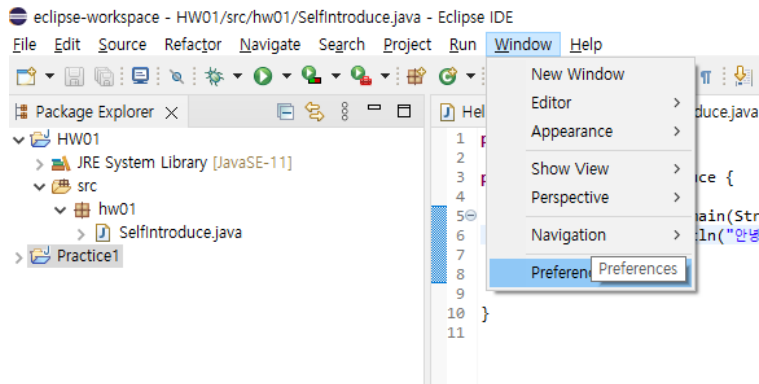 eclipse-workspace - HW01/src/hw01/SelfIntroduce.java - Eclipse IDE
File Edit Source Refactor Navigate Search Project Run Window Help
Package Explorer
HW01
JRE System Library [JavaSE-11]
src
hw01
SelfIntroduce.java
Practice1
New Window
Editor
Appearance
Show View
Perspective
Navigation
Preferen
Preferences
Hel
duce.java
1 p
2
3 p uce {
4
5 main(Str
6 ln("안녕
7
8
9
10 }
11